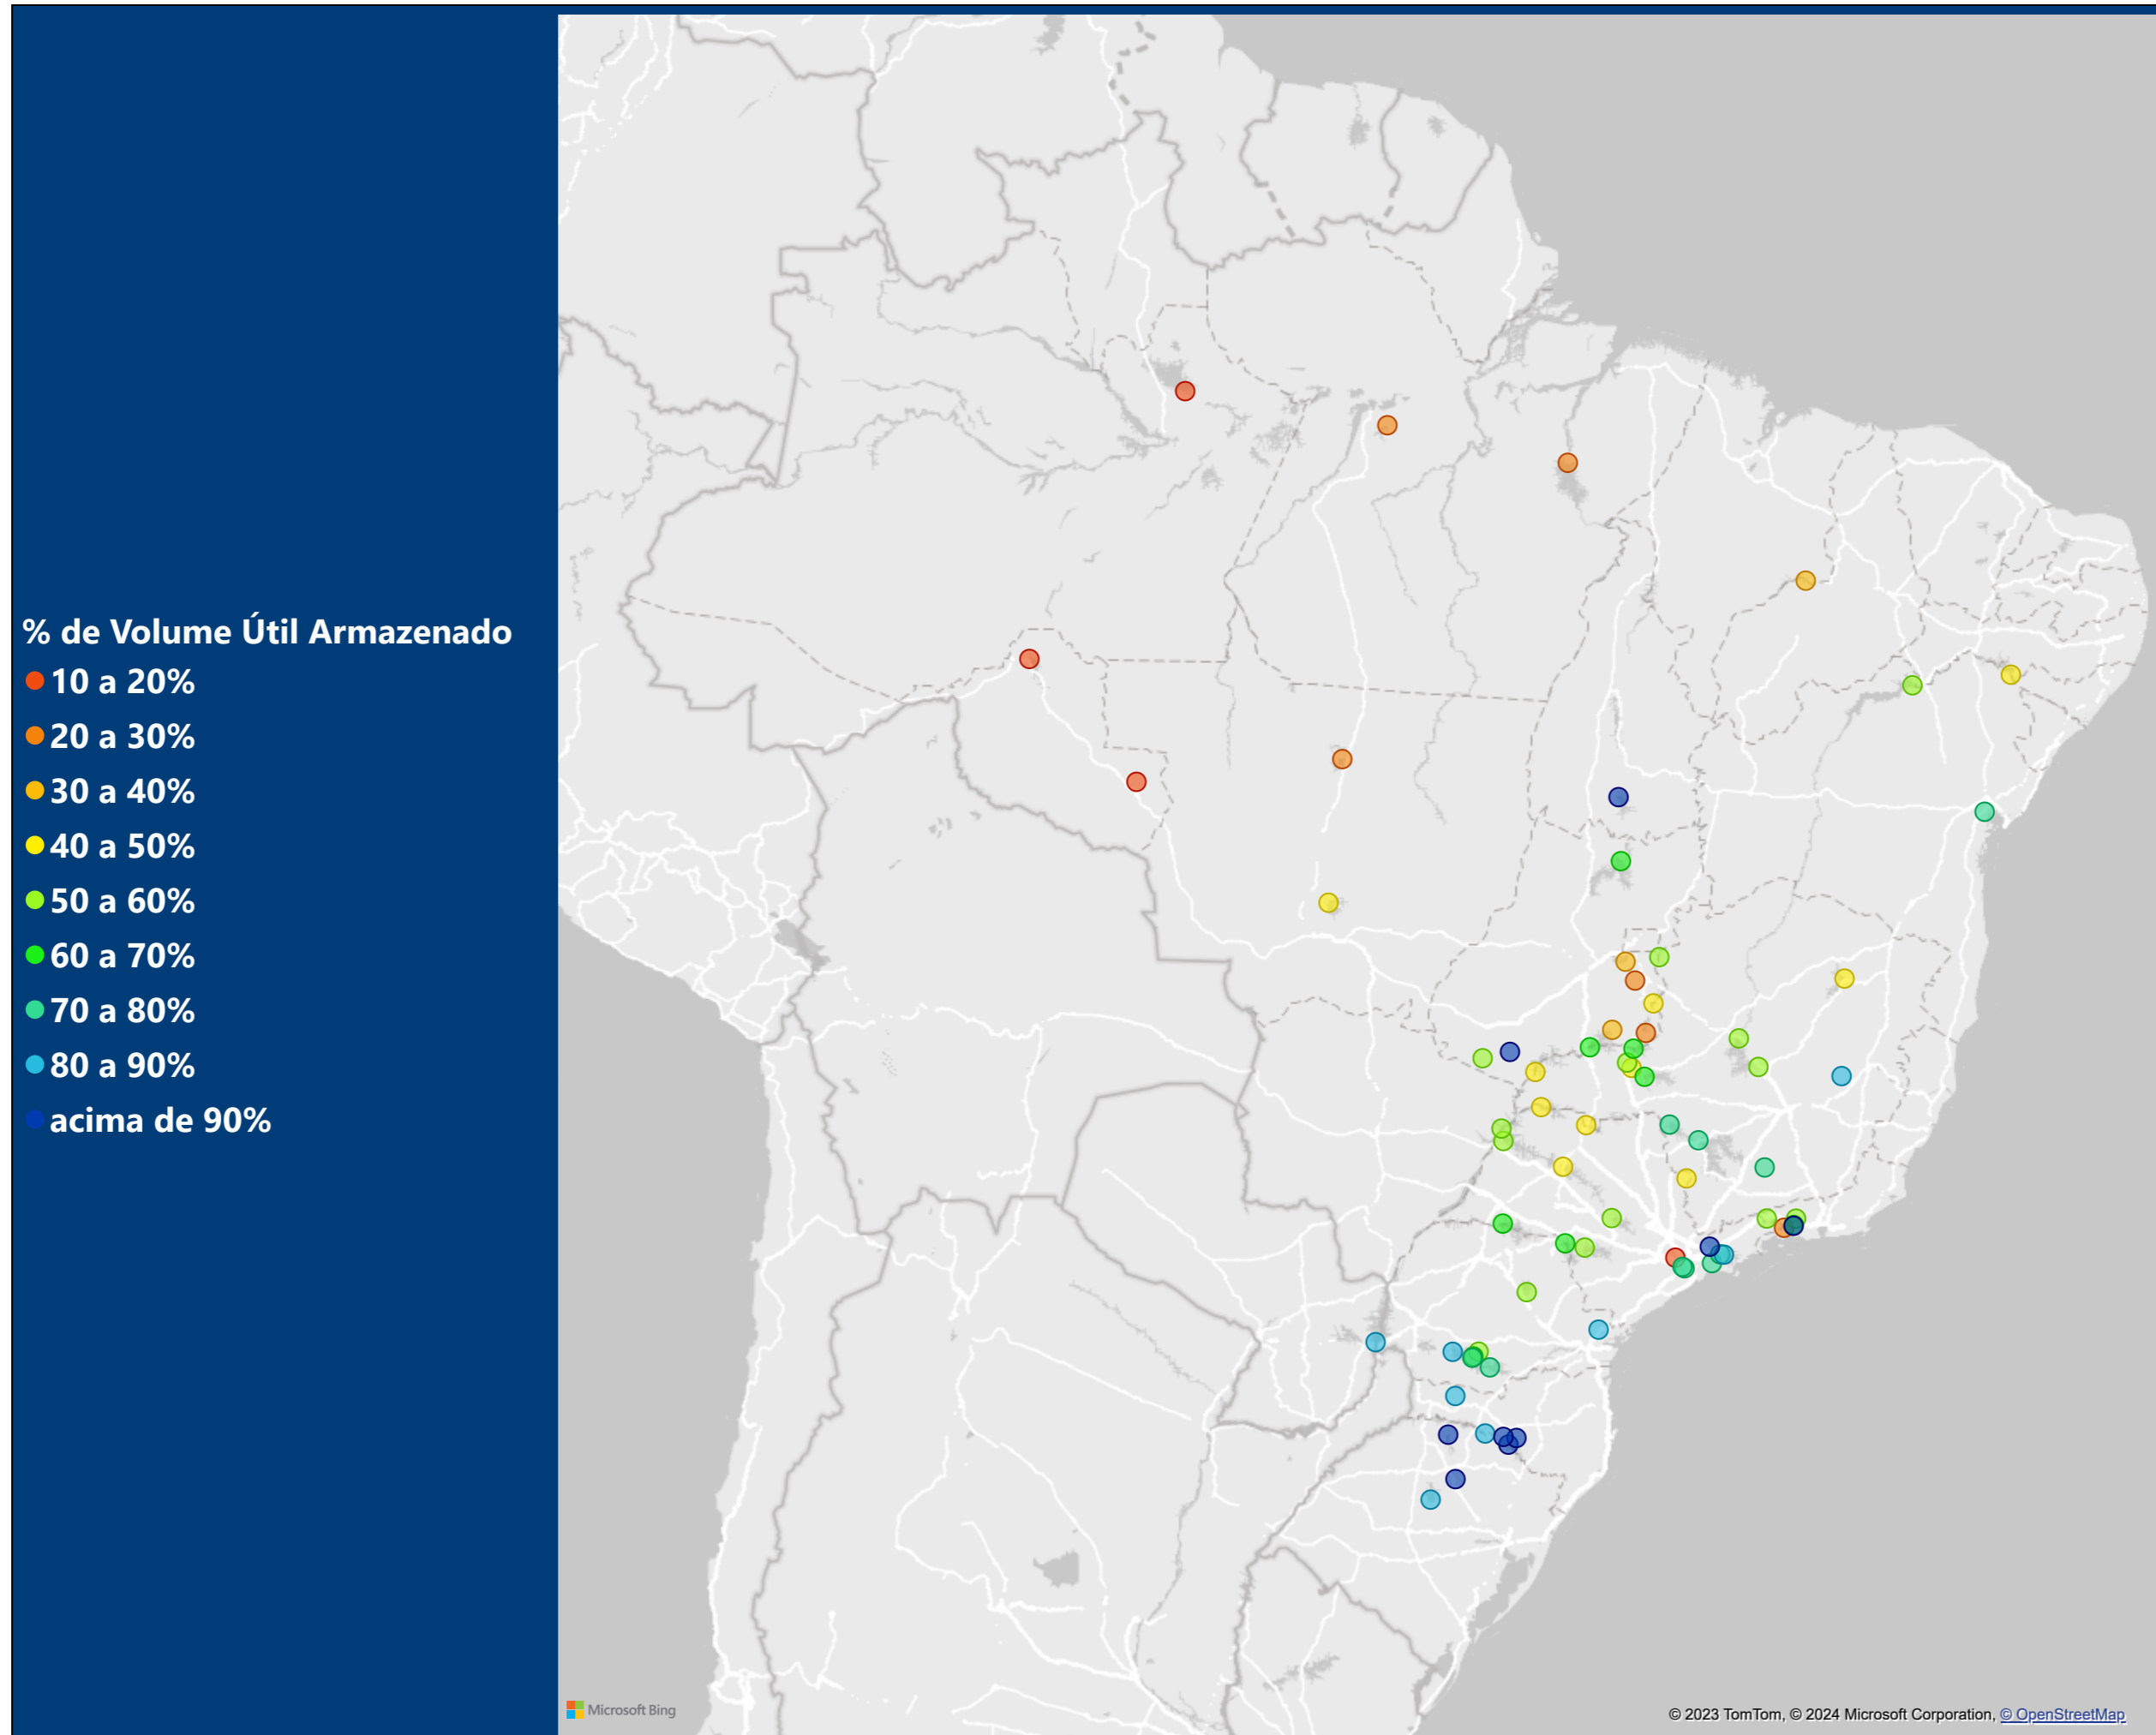 % de Volume Útil Armazenado
10 a 20%
20 a 30%
30 a 40%
40 a 50%
50 a 60%
60 a 70%
70 a 80%
80 a 90%
acima de 90%
Microsoft Bing
© 2023 TomTom, © 2024 Microsoft Corporation, © OpenStreetMap